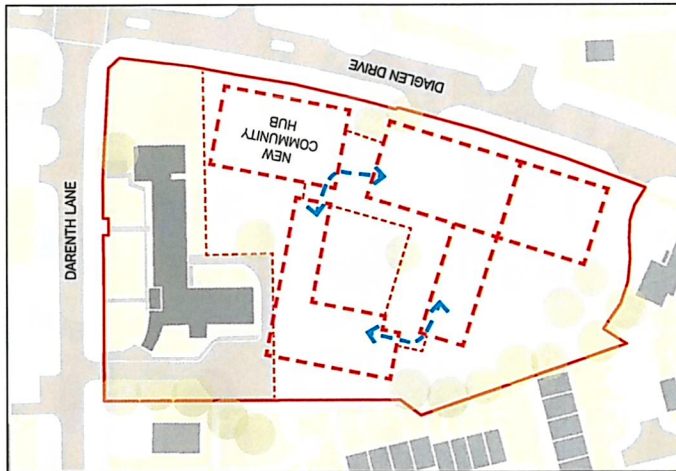 DIAGLEN DRIVE
NEW
COMMUNITY
HUB
DARENTH LANE